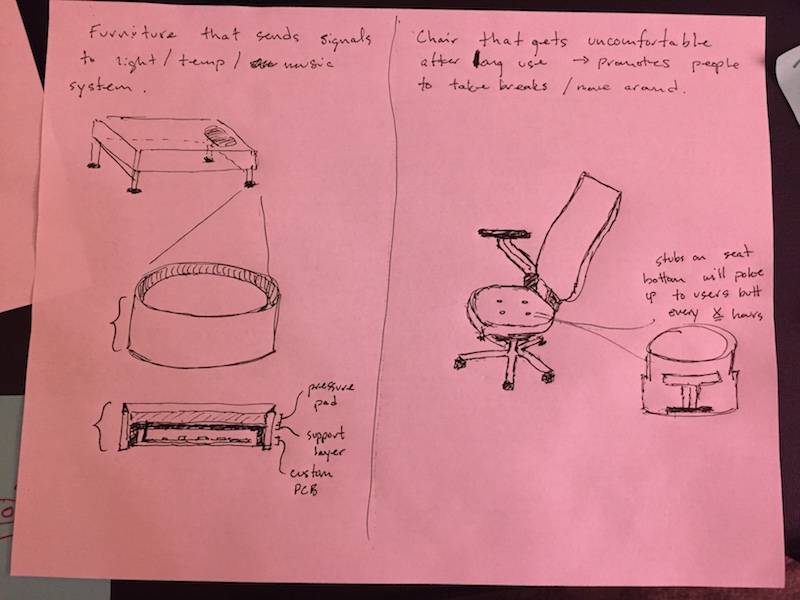 Furniture that sends signals
to light/temp/ music
system.
pressure
pad
support
layer
custom
PCB
Chair that gets uncomfortable
after long use → promotes people
to take breaks / move around.
stubs on seat
bottom will poke
up to users butt
every X hours